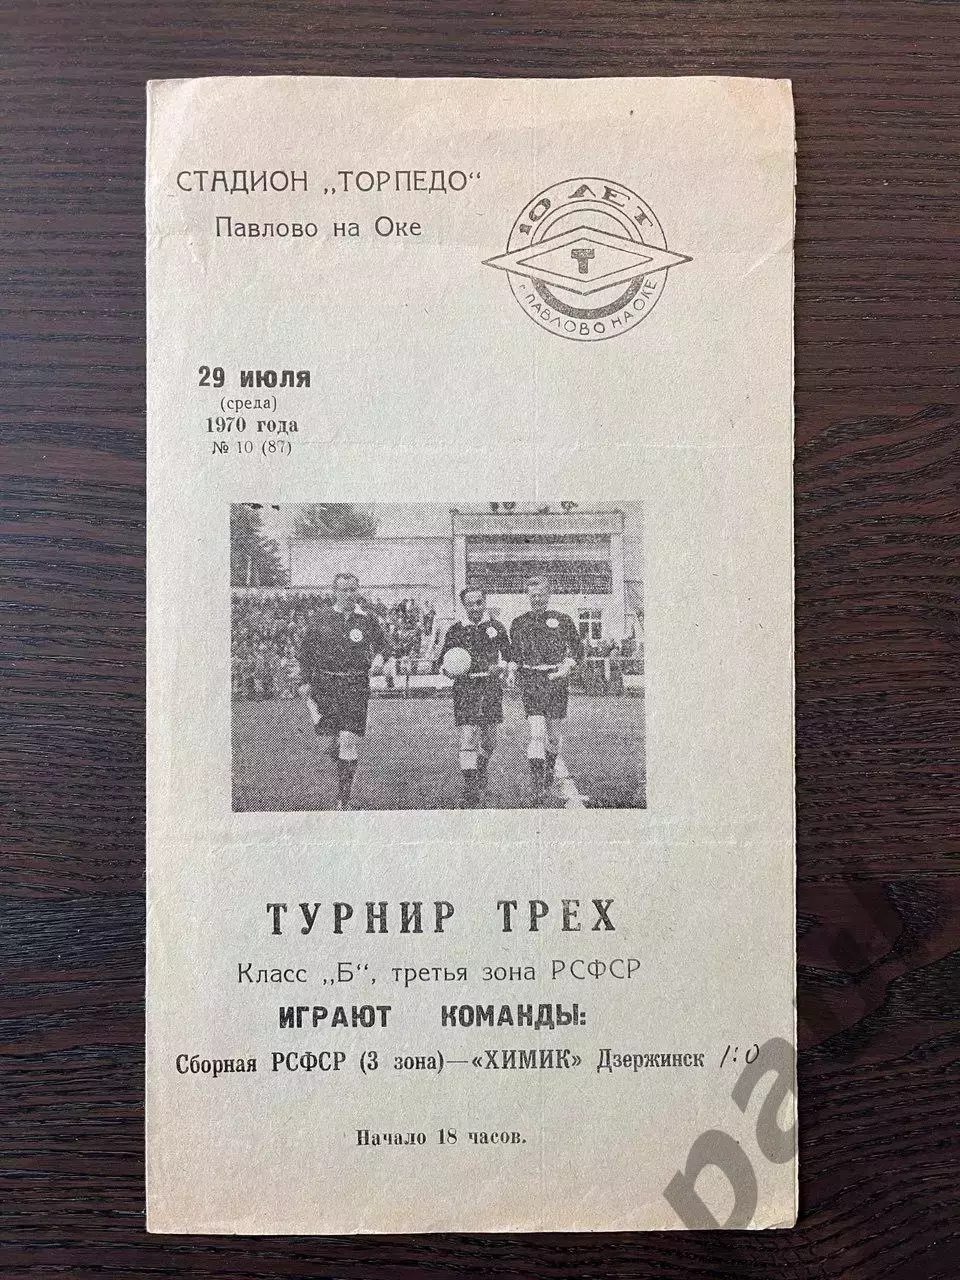 СТАДИОН „ТОРПЕДО“
Павлово на Оке
10 ЛЕТ
Т
г. ПАВЛОВО НА ОКЕ
29 ИЮЛЯ
(среда)
1970 года
№ 10 (87)
ТУРНИР ТРЕХ
Класс „Б“, третья зона РСФСР
ИГРАЮТ КОМАНДЫ:
Сборная РСФСР (3 зона)—«ХИМИК» Дзержинск 1:0
Начало 18 часов.